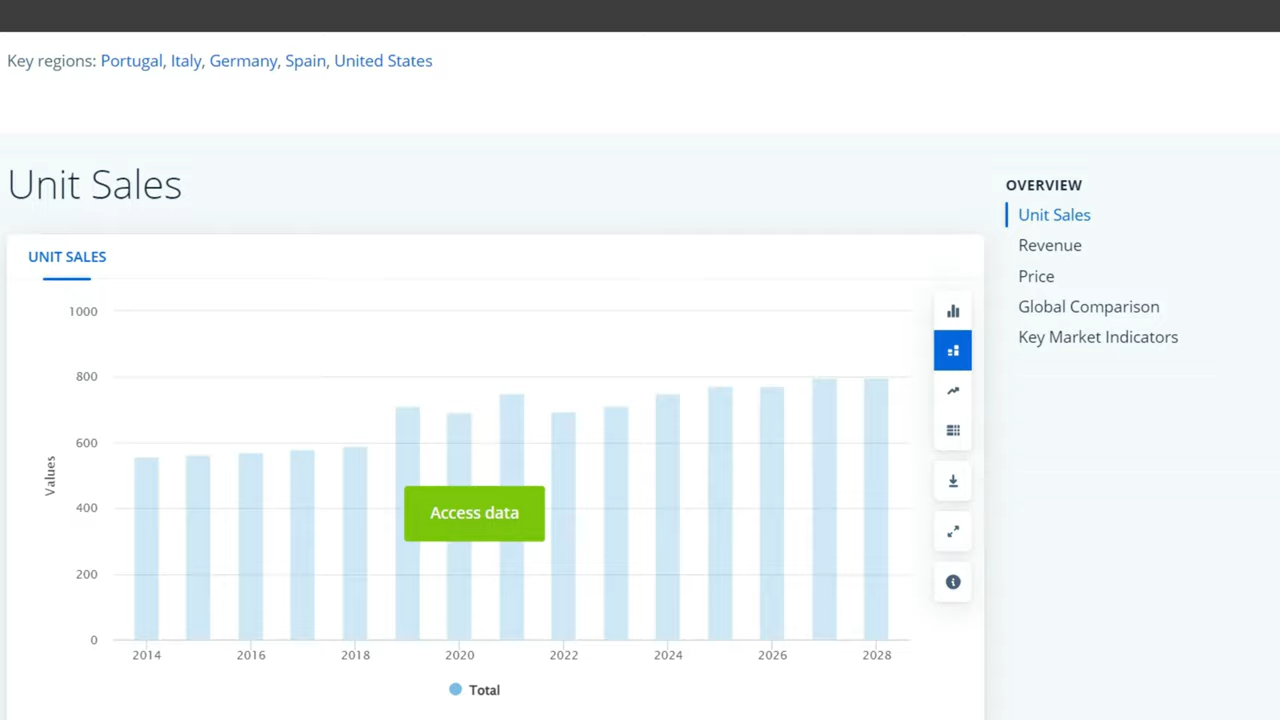 Key regions: Portugal, Italy, Germany, Spain, United States
Unit Sales
UNIT SALES
1000
800
600
400
200
0
Values
Access data
2014 2016 2018 2020 2022 2024 2026 2028
Total
OVERVIEW
Unit Sales
Revenue
Price
Global Comparison
Key Market Indicators